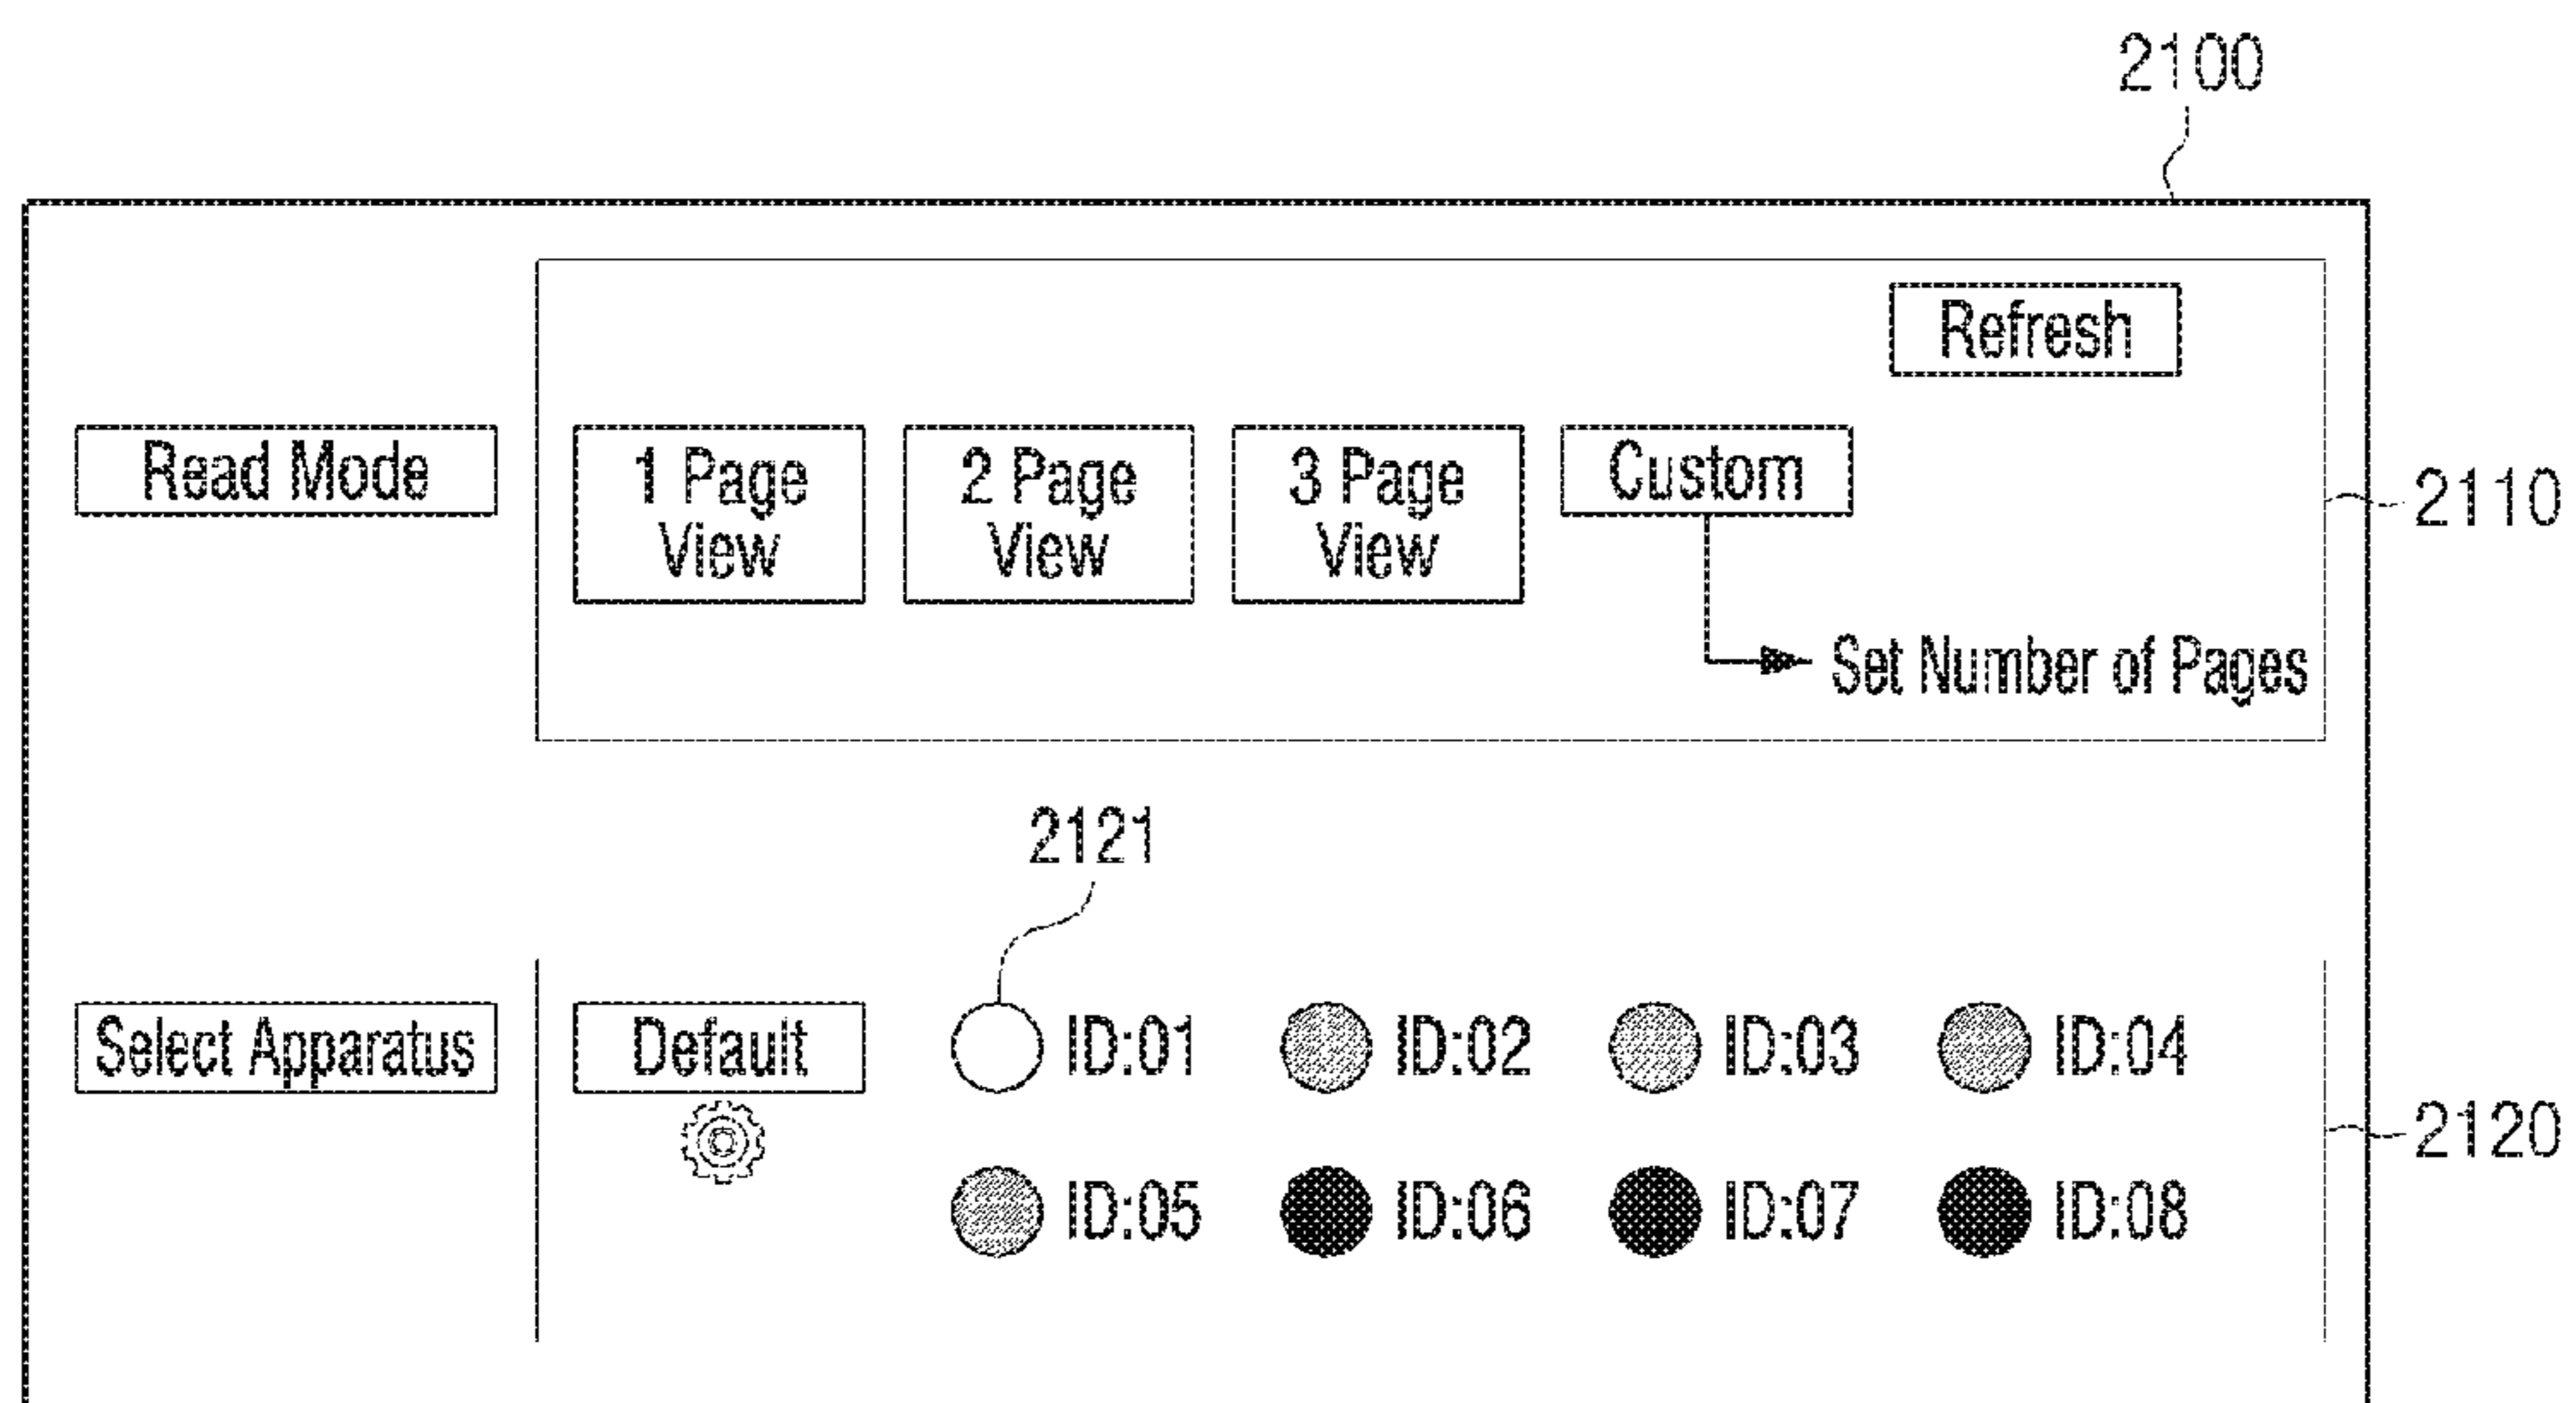 2100
Refresh
Read Mode
1 Page
View
2 Page
View
3 Page
View
Custom
2110
Set Number of Pages
2121
Select Apparatus
Default
ID:01
ID:02
ID:03
ID:04
2120
ID:05
ID:06
ID:07
ID:08